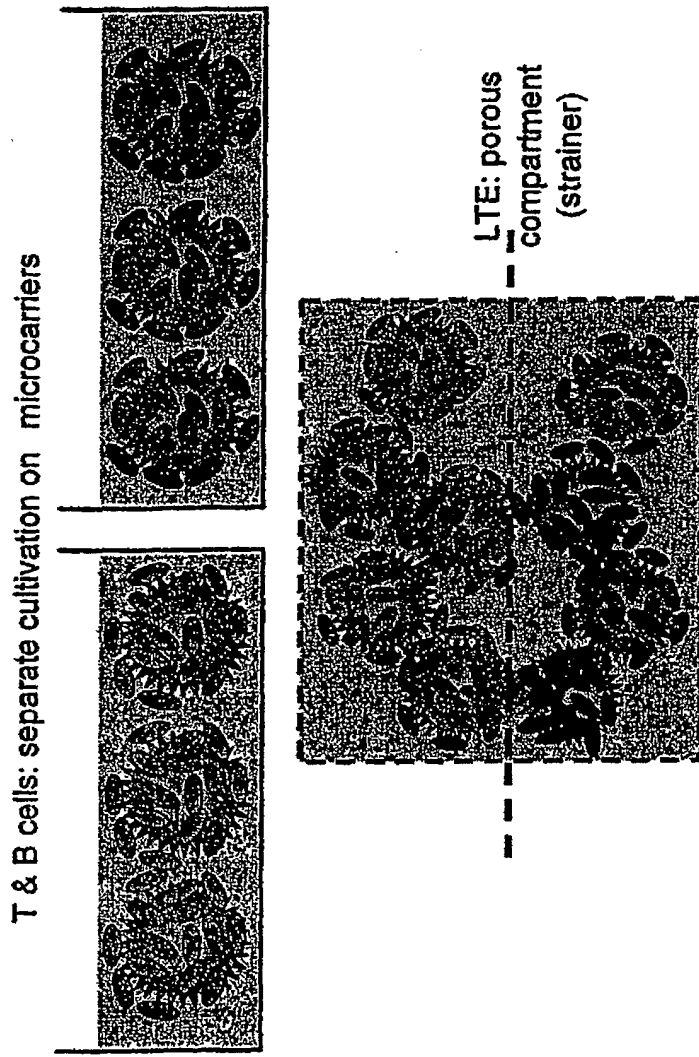 T & B cells: separate cultivation on microcarriers
LTE: porous
compartment
(strainer)